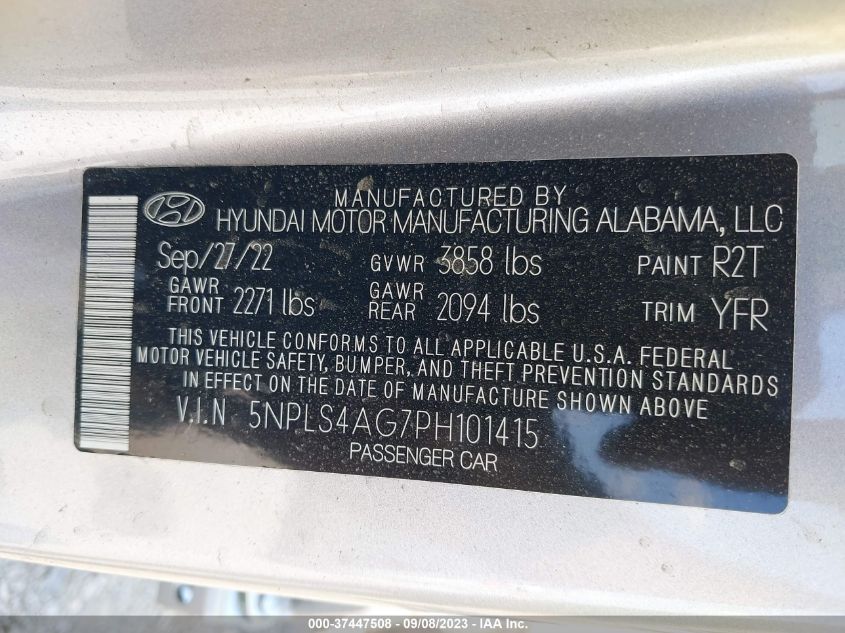 MANUFACTURED BY
HYUNDAI MOTOR MANUFACTURING ALABAMA, LLC
Sep/27/22 GVWR 3858 lbs PAINT R2T
GAWR FRONT 2271 lbs GAWR REAR 2094 lbs TRIM YFR
THIS VEHICLE CONFORMS TO ALL APPLICABLE U.S.A. FEDERAL
MOTOR VEHICLE SAFETY, BUMPER, AND THEFT PREVENTION STANDARDS
IN EFFECT ON THE DATE OF MANUFACTURE SHOWN ABOVE
V.I.N 5NPLS4AG7PH101415
PASSENGER CAR
000-37447508 - 09/08/2023 - IAA Inc.